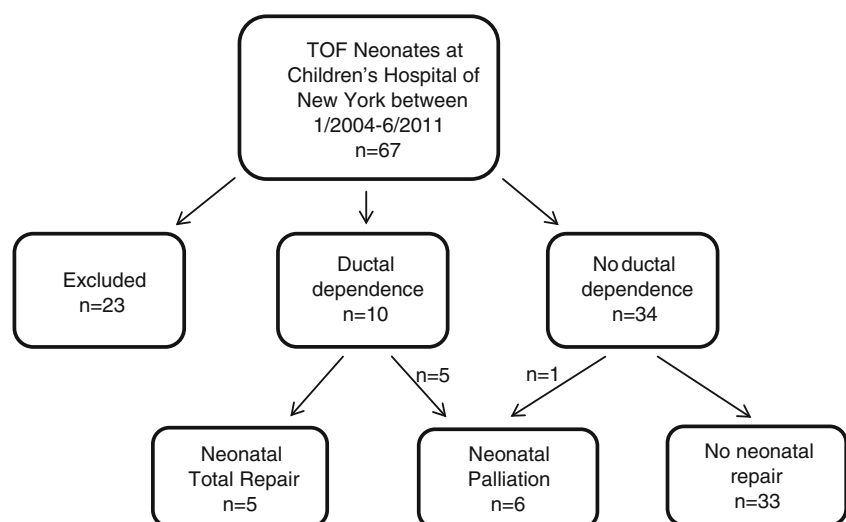 TOF Neonates at
Children's Hospital of
New York between
1/2004-6/2011
n=67
Excluded
n=23
Ductal
dependence
n=10
No ductal
dependence
n=34
n=5
n=1
Neonatal
Total Repair
n=5
Neonatal
Palliation
n=6
No neonatal
repair
n=33